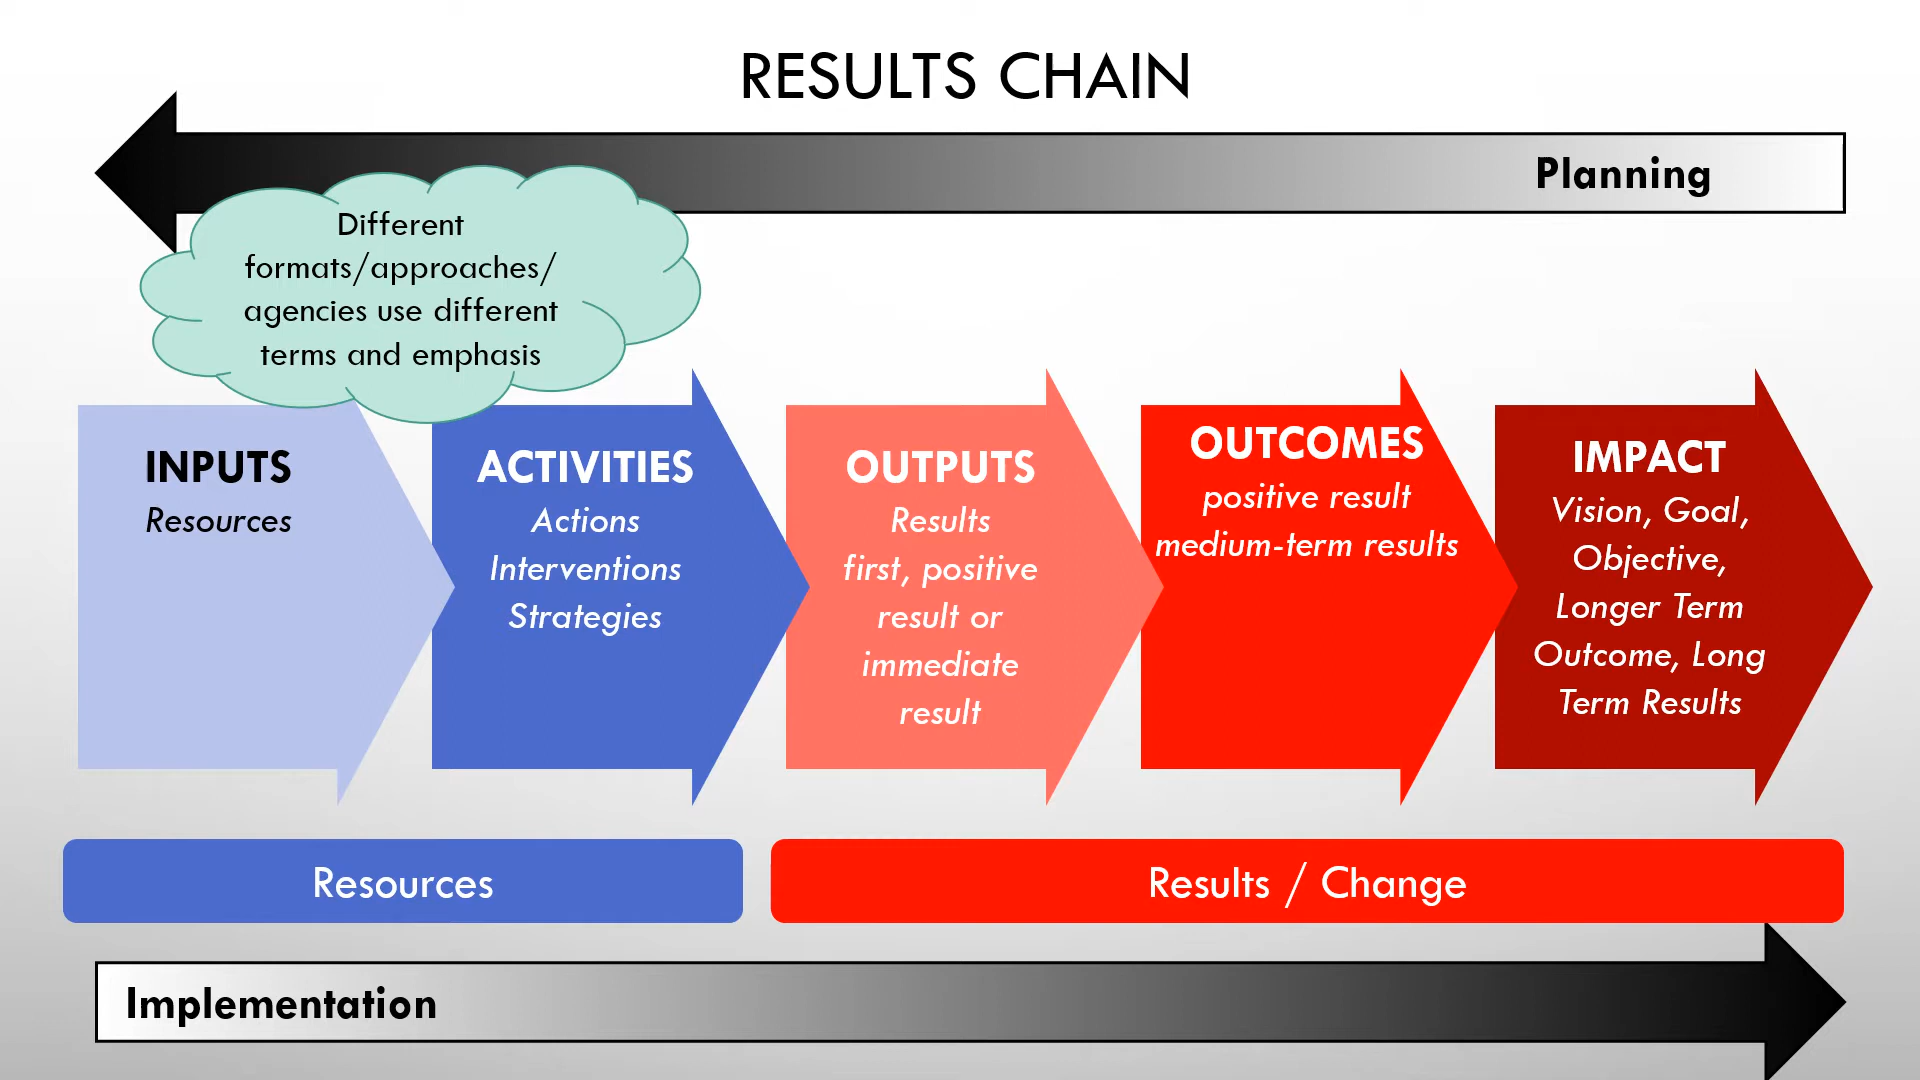 RESULTS CHAIN
Planning
Different
formats/approaches/
agencies use different
terms and emphasis
INPUTS
Resources
ACTIVITIES
Actions
Interventions
Strategies
OUTPUTS
Results
first, positive
result or
immediate
result
OUTCOMES
positive result
medium-term results
IMPACT
Vision, Goal,
Objective,
Longer Term
Outcome, Long
Term Results
Resources
Results / Change
Implementation